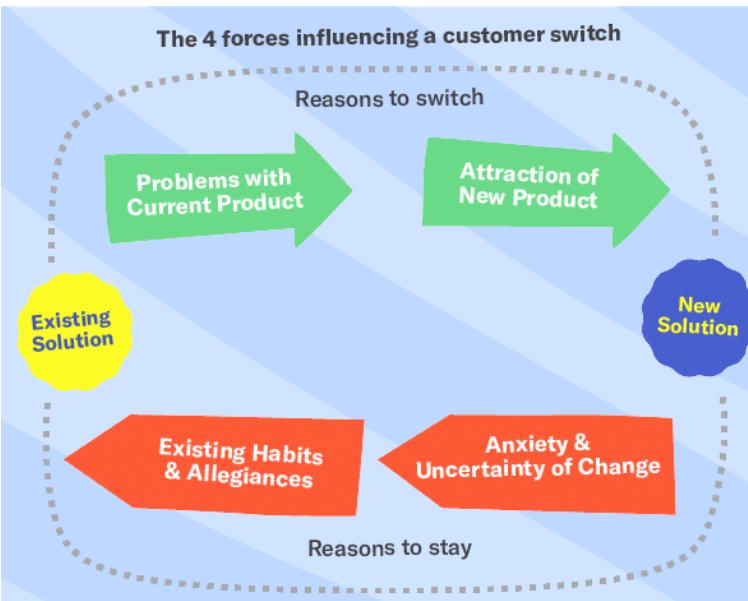 The 4 forces influencing a customer switch
Reasons to switch
Problems with
Current Product
Attraction of
New Product
Existing
Solution
New
Solution
Existing Habits
& Allegiances
Anxiety &
Uncertainty of Change
Reasons to stay